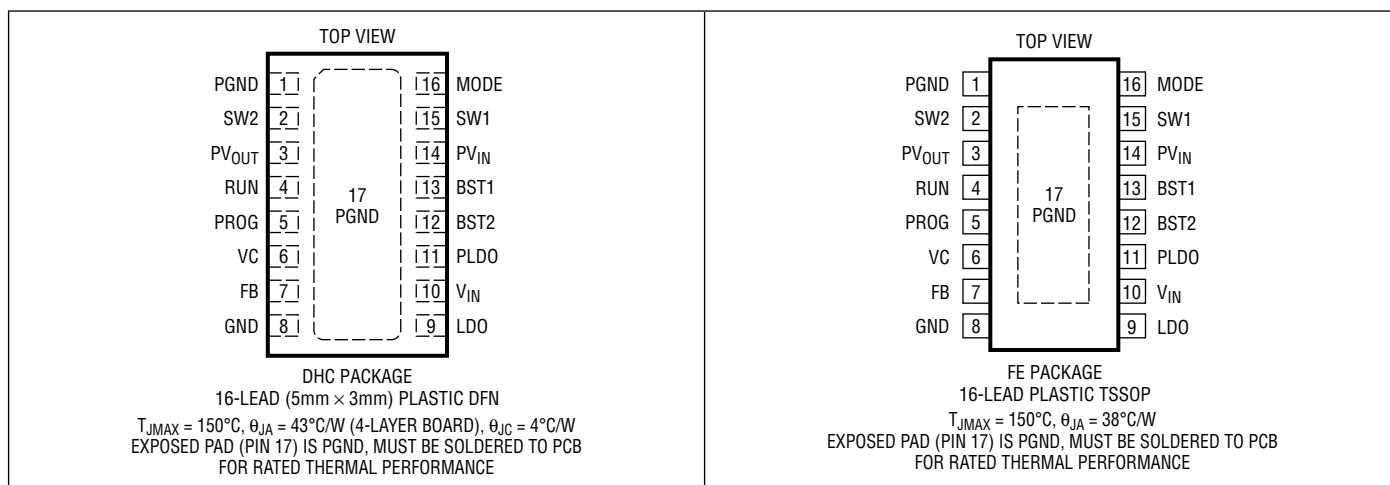 TOP VIEW
PGND 1 16 MODE
SW2 2 15 SW1
PVOUT 3 14 PVIN
RUN 4 13 BST1
17
PGND
PROG 5 12 BST2
VC 6 11 PLDO
FB 7 10 VIN
GND 8 9 LDO
DHC PACKAGE
16-LEAD (5mm × 3mm) PLASTIC DFN
TJMAX = 150°C, θJA = 43°C/W (4-LAYER BOARD), θJC = 4°C/W
EXPOSED PAD (PIN 17) IS PGND, MUST BE SOLDERED TO PCB
FOR RATED THERMAL PERFORMANCE
TOP VIEW
PGND 1 16 MODE
SW2 2 15 SW1
PVOUT 3 14 PVIN
RUN 4 13 BST1
17
PGND
PROG 5 12 BST2
VC 6 11 PLDO
FB 7 10 VIN
GND 8 9 LDO
FE PACKAGE
16-LEAD PLASTIC TSSOP
TJMAX = 150°C, θJA = 38°C/W
EXPOSED PAD (PIN 17) IS PGND, MUST BE SOLDERED TO PCB
FOR RATED THERMAL PERFORMANCE